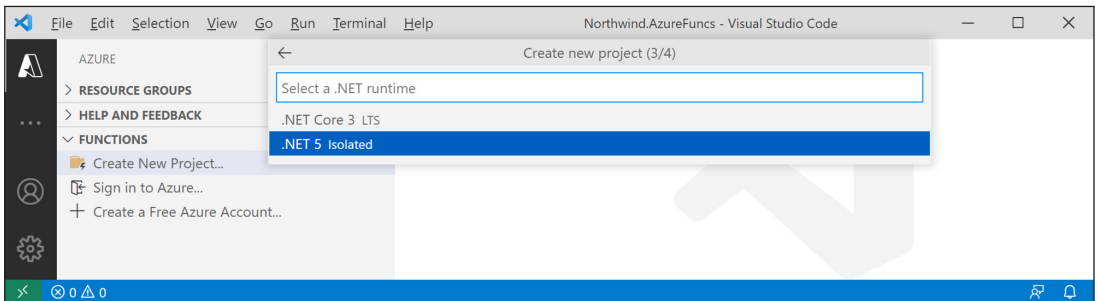 File Edit Selection View Go Run Terminal Help Northwind.AzureFuncs - Visual Studio Code
AZURE
RESOURCE GROUPS
HELP AND FEEDBACK
FUNCTIONS
Create New Project...
Sign in to Azure...
Create a Free Azure Account...
Create new project (3/4)
Select a .NET runtime
.NET Core 3 LTS
.NET 5 Isolated
0 0